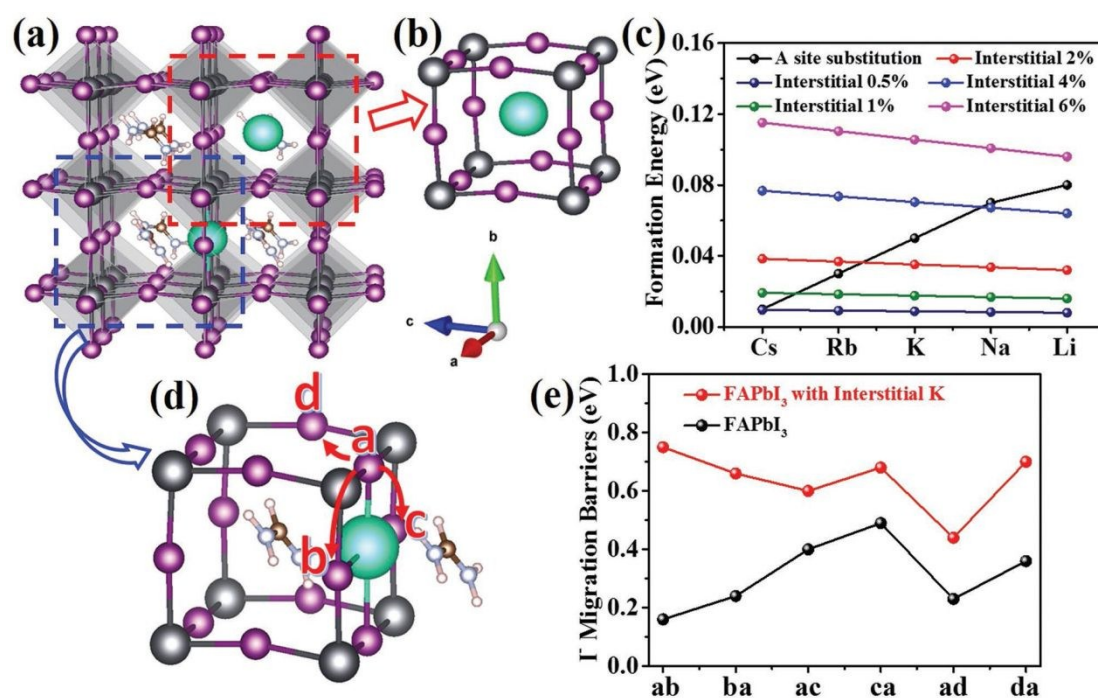 (a)
(b)
b
c
a
(c)
Formation Energy (eV)
0.16
0.12
0.08
0.04
0.00
A site substitution
Interstitial 2%
Interstitial 0.5%
Interstitial 4%
Interstitial 1%
Interstitial 6%
Cs Rb K Na Li
(d)
d
a
b
c
(e)
I⁻ Migration Barriers (eV)
1.0
0.8
0.6
0.4
0.2
0.0
FAPbI₃ with Interstitial K
FAPbI₃
ab ba ac ca ad da